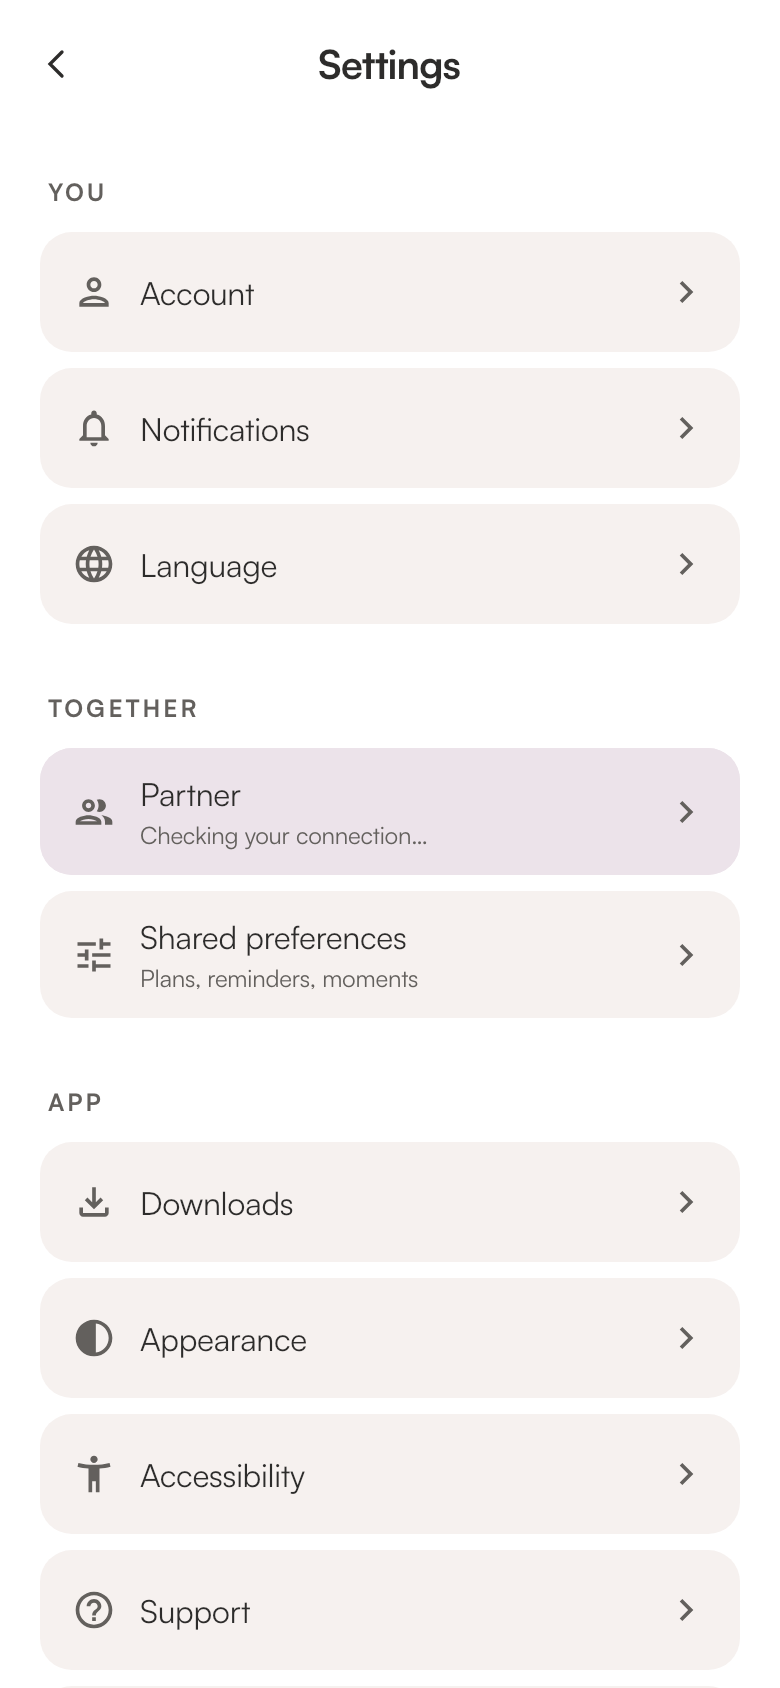 Settings
YOU
Account
Notifications
Language
TOGETHER
Partner
Checking your connection...
Shared preferences
Plans, reminders, moments
APP
Downloads
Appearance
Accessibility
Support